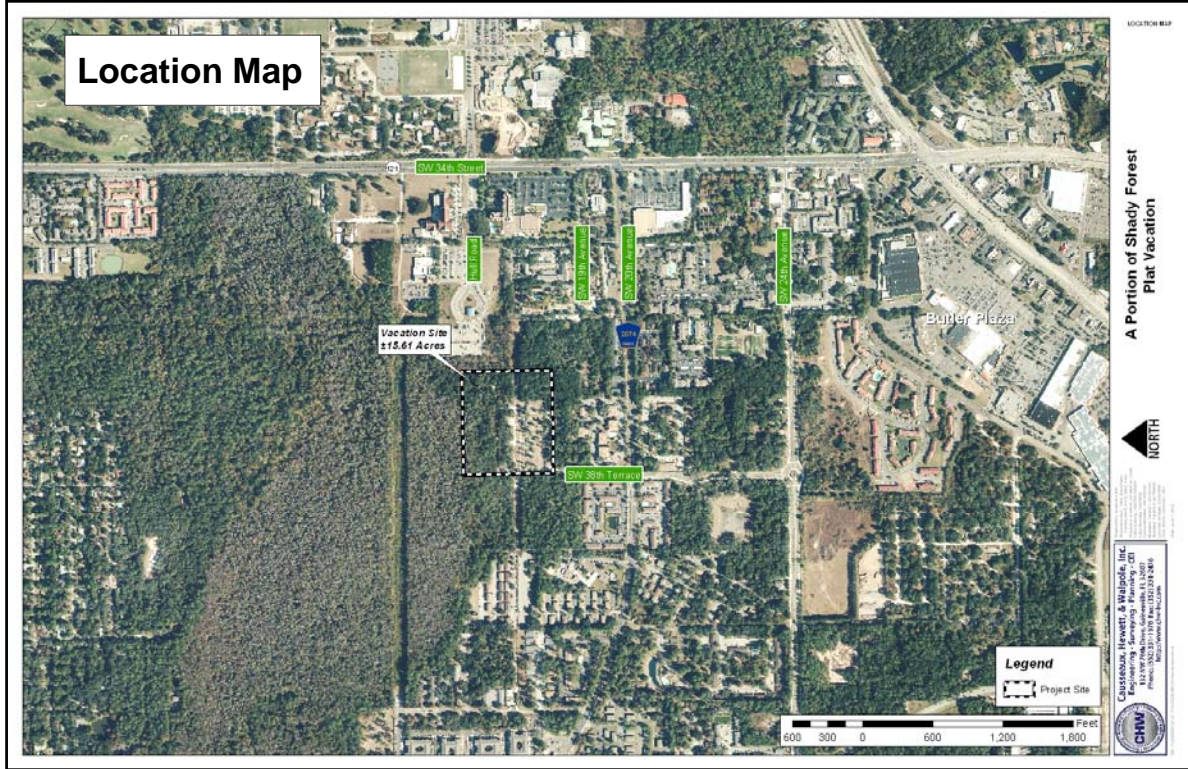 Location Map
LOCATION MAP
121
SW 34th Street
Hull Road
SW 19th Avenue
SW 20th Avenue
SW 24th Avenue
2074
Butler Plaza
Vacation Site
±15.61 Acres
SW 38th Terrace
A Portion of Shady Forest
Plat Vacation
NORTH
Legend
Project Site
600 300 0 600 1,200 1,800 Feet
CHW
Causseaux, Hewett, & Walpole, Inc.
Engineering • Surveying • Planning • CEI